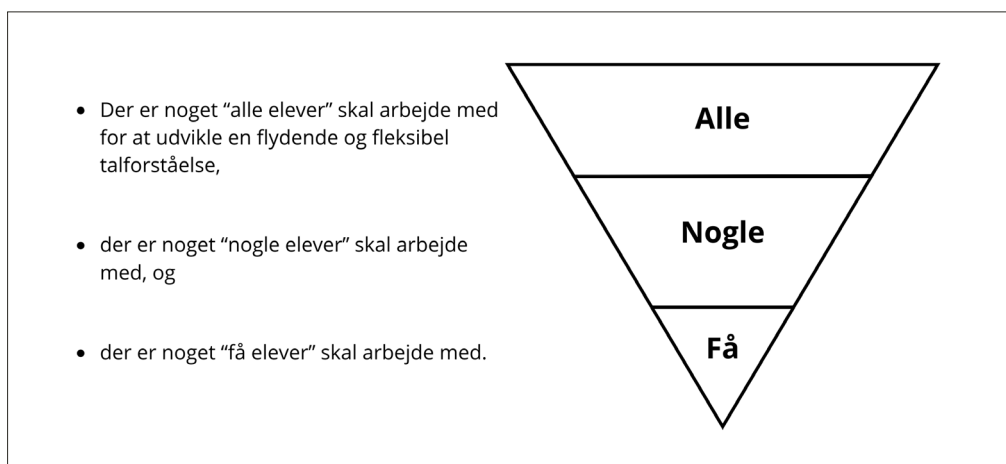 • Der er noget “alle elever” skal arbejde med
for at udvikle en flydende og fleksibel
talforståelse,
• der er noget “nogle elever” skal arbejde
med, og
• der er noget “få elever” skal arbejde med.
Alle
Nogle
Få